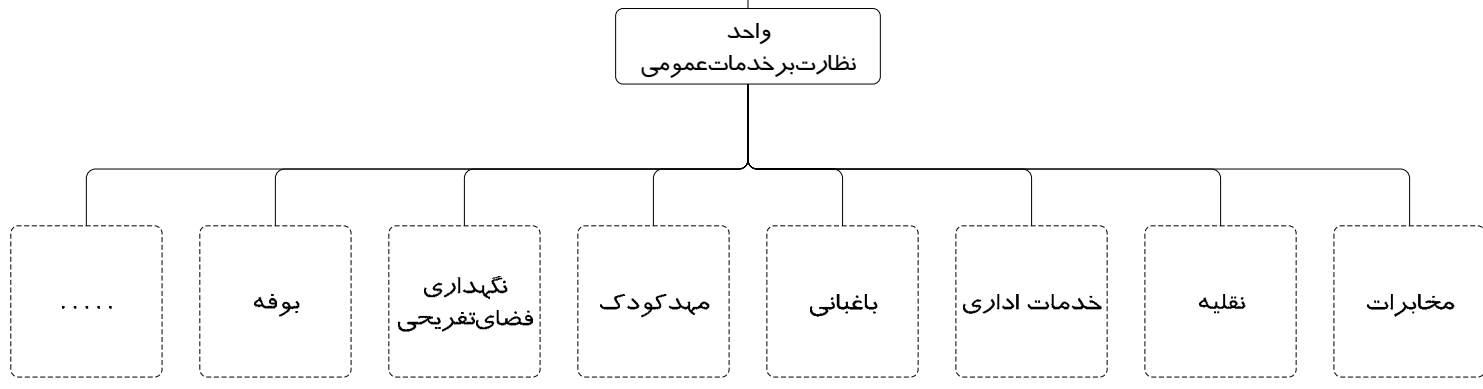 واحد
نظارت‌بر‌خدمات‌عمومی
مخابرات
نقلیه
خدمات اداری
باغبانی
مهدکودک
نگهداری
فضای‌تفریحی
بوفه
.....